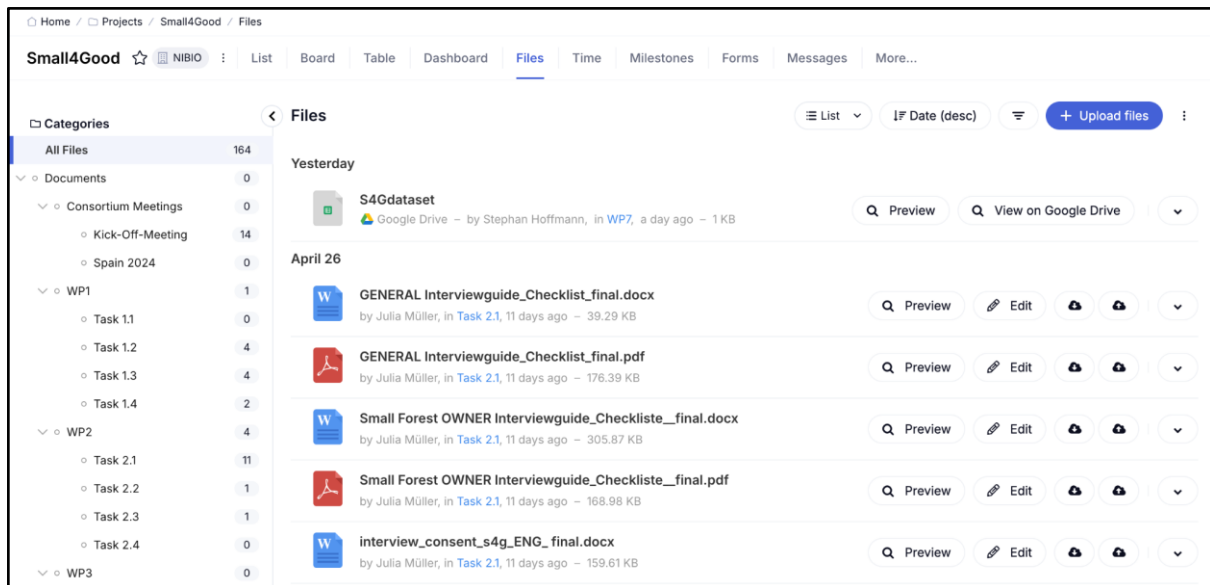 Home / Projects / Small4Good / Files
Small4Good NIBIO List Board Table Dashboard Files Time Milestones Forms Messages More...
Categories
All Files 164
Documents 0
Consortium Meetings 0
Kick-Off-Meeting 14
Spain 2024 0
WP1 1
Task 1.1 0
Task 1.2 4
Task 1.3 4
Task 1.4 2
WP2 4
Task 2.1 11
Task 2.2 1
Task 2.3 1
Task 2.4 0
WP3 0
Files List Date (desc) + Upload files
Yesterday
S4Gdataset
Google Drive – by Stephan Hoffmann, in WP7, a day ago – 1 KB
Preview View on Google Drive
April 26
GENERAL Interviewguide_Checklist_final.docx
by Julia Müller, in Task 2.1, 11 days ago – 39.29 KB
Preview Edit
GENERAL Interviewguide_Checklist_final.pdf
by Julia Müller, in Task 2.1, 11 days ago – 176.39 KB
Preview Edit
Small Forest OWNER Interviewguide_Checkliste__final.docx
by Julia Müller, in Task 2.1, 11 days ago – 305.87 KB
Preview Edit
Small Forest OWNER Interviewguide_Checkliste__final.pdf
by Julia Müller, in Task 2.1, 11 days ago – 168.98 KB
Preview Edit
interview_consent_s4g_ENG_ final.docx
by Julia Müller, in Task 2.1, 11 days ago – 159.61 KB
Preview Edit